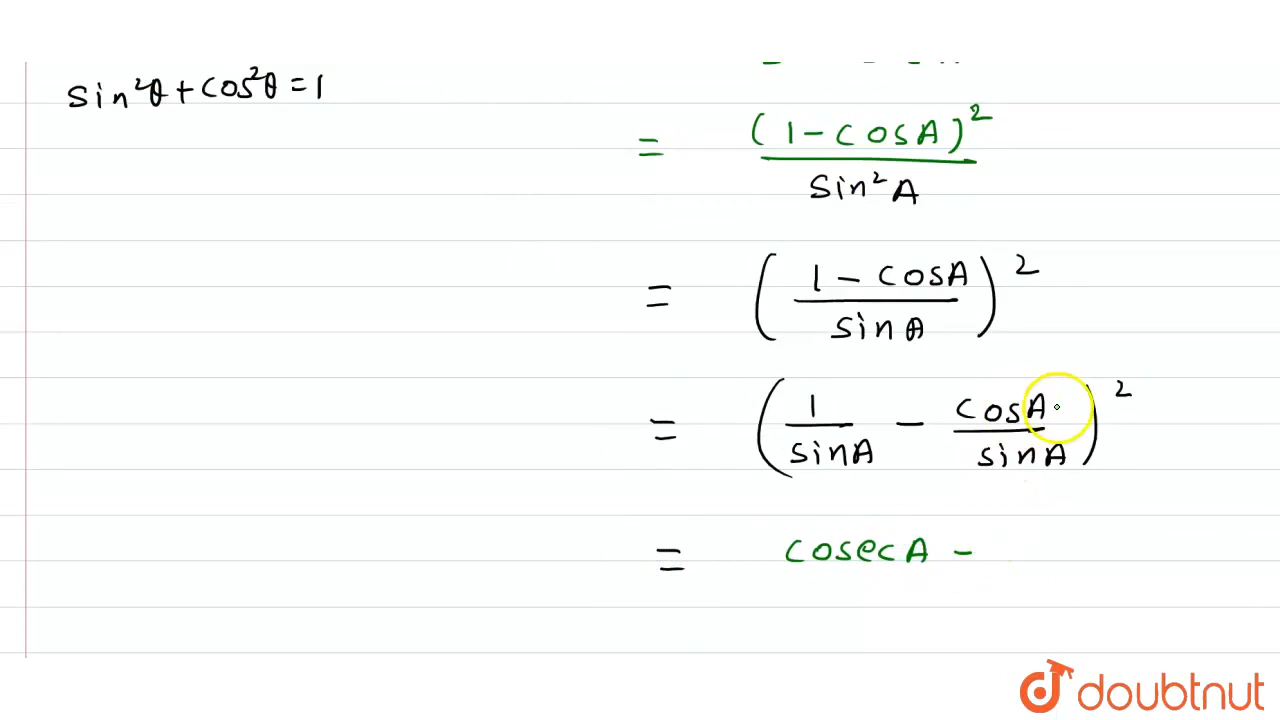 sin²θ + cos²θ = 1
= (1 - cosA)² / sin²A
= ( (1 - cosA) / sinA )²
= ( 1/sinA - cosA/sinA )²
= cosecA -
doubtnut